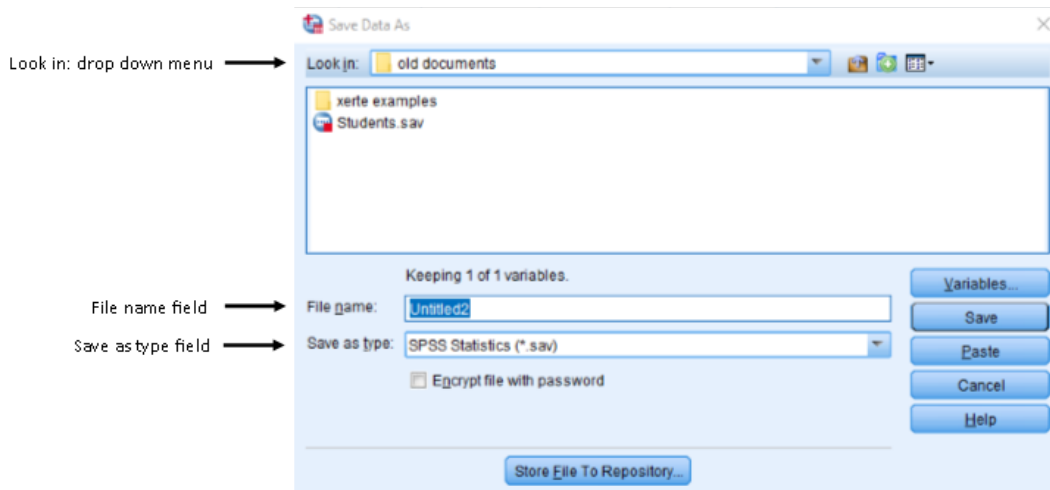 Save Data As
Look in: drop down menu
Look in: old documents
xerte examples
Students.sav
Keeping 1 of 1 variables.
Variables...
File name field
File name: Untitled2
Save
Save as type field
Save as type: SPSS Statistics (*.sav)
Paste
Encrypt file with password
Cancel
Help
Store File To Repository...